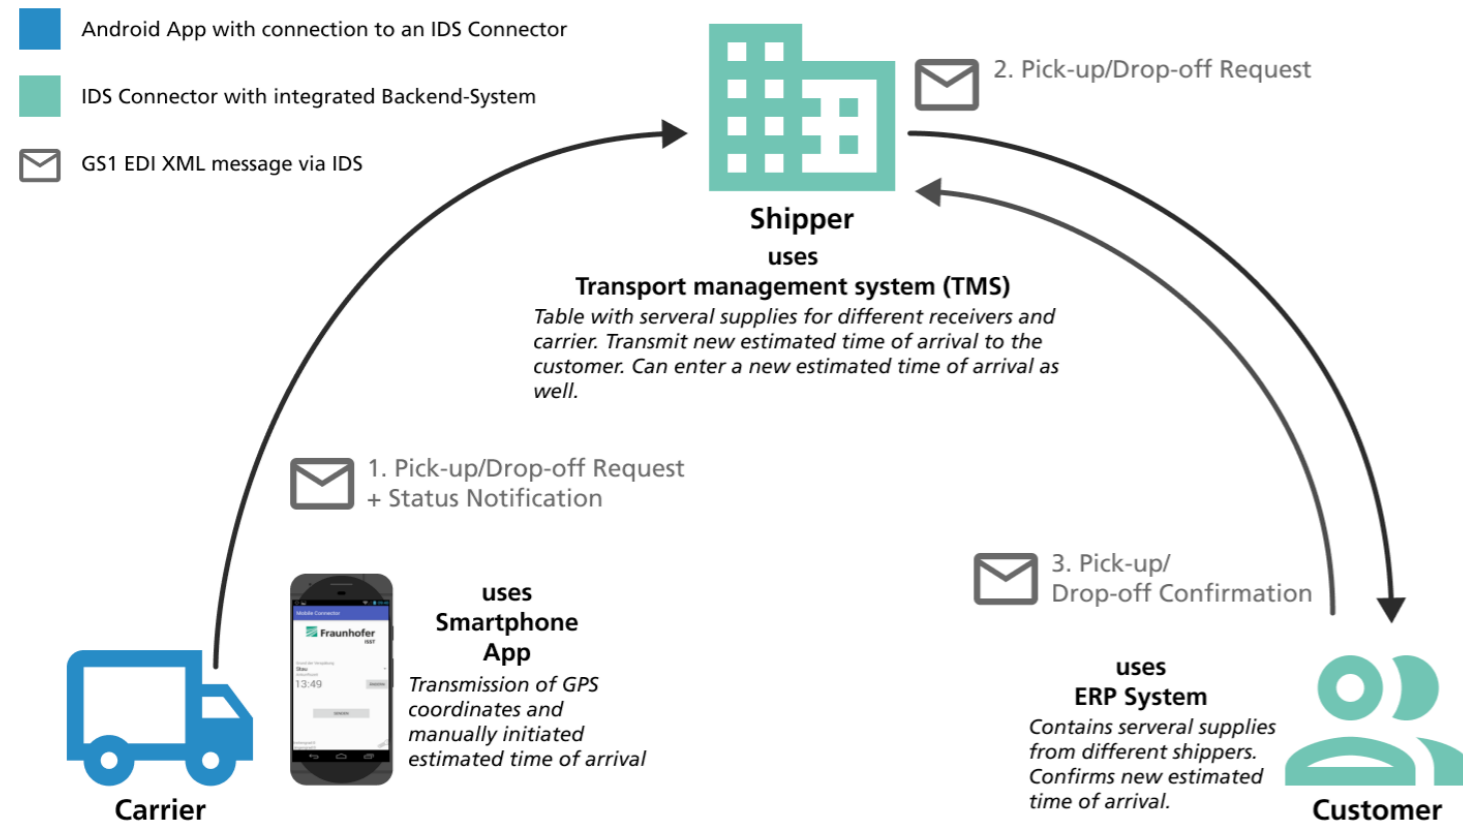 Android App with connection to an IDS Connector
IDS Connector with integrated Backend-System
GS1 EDI XML message via IDS
2. Pick-up/Drop-off Request
Shipper
uses
Transport management system (TMS)
Table with serveral supplies for different receivers and
carrier. Transmit new estimated time of arrival to the
customer. Can enter a new estimated time of arrival as
well.
1. Pick-up/Drop-off Request
+ Status Notification
3. Pick-up/
Drop-off Confirmation
Mobile Connector
Fraunhofer
ISST
Stau
13:49
uses
Smartphone
App
Transmission of GPS
coordinates and
manually initiated
estimated time of arrival
Carrier
uses
ERP System
Contains serveral supplies
from different shippers.
Confirms new estimated
time of arrival.
Customer